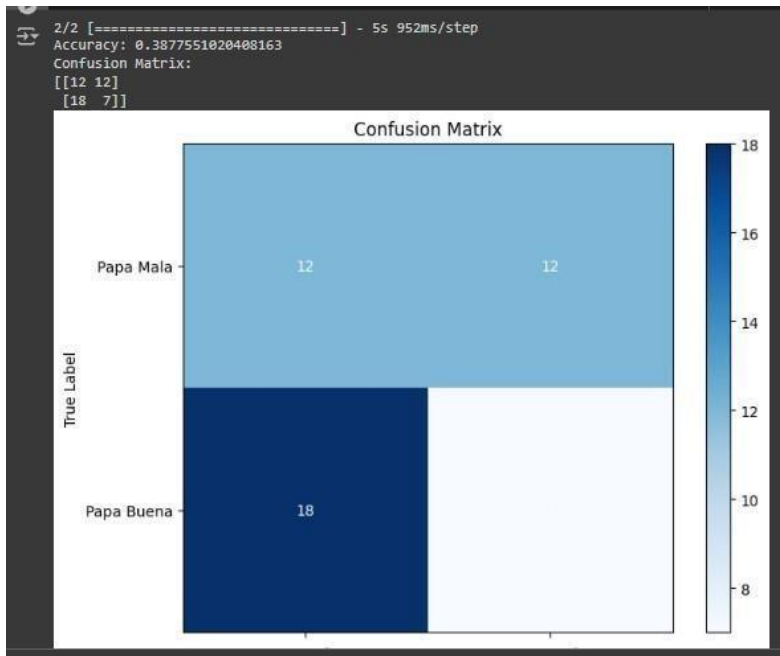 2/2 [==============================] - 5s 952ms/step
Accuracy: 0.3877551020408163
Confusion Matrix:
[[12 12]
 [18  7]]
Confusion Matrix
18
16
14
12
10
8
Papa Mala
12
12
True Label
Papa Buena
18